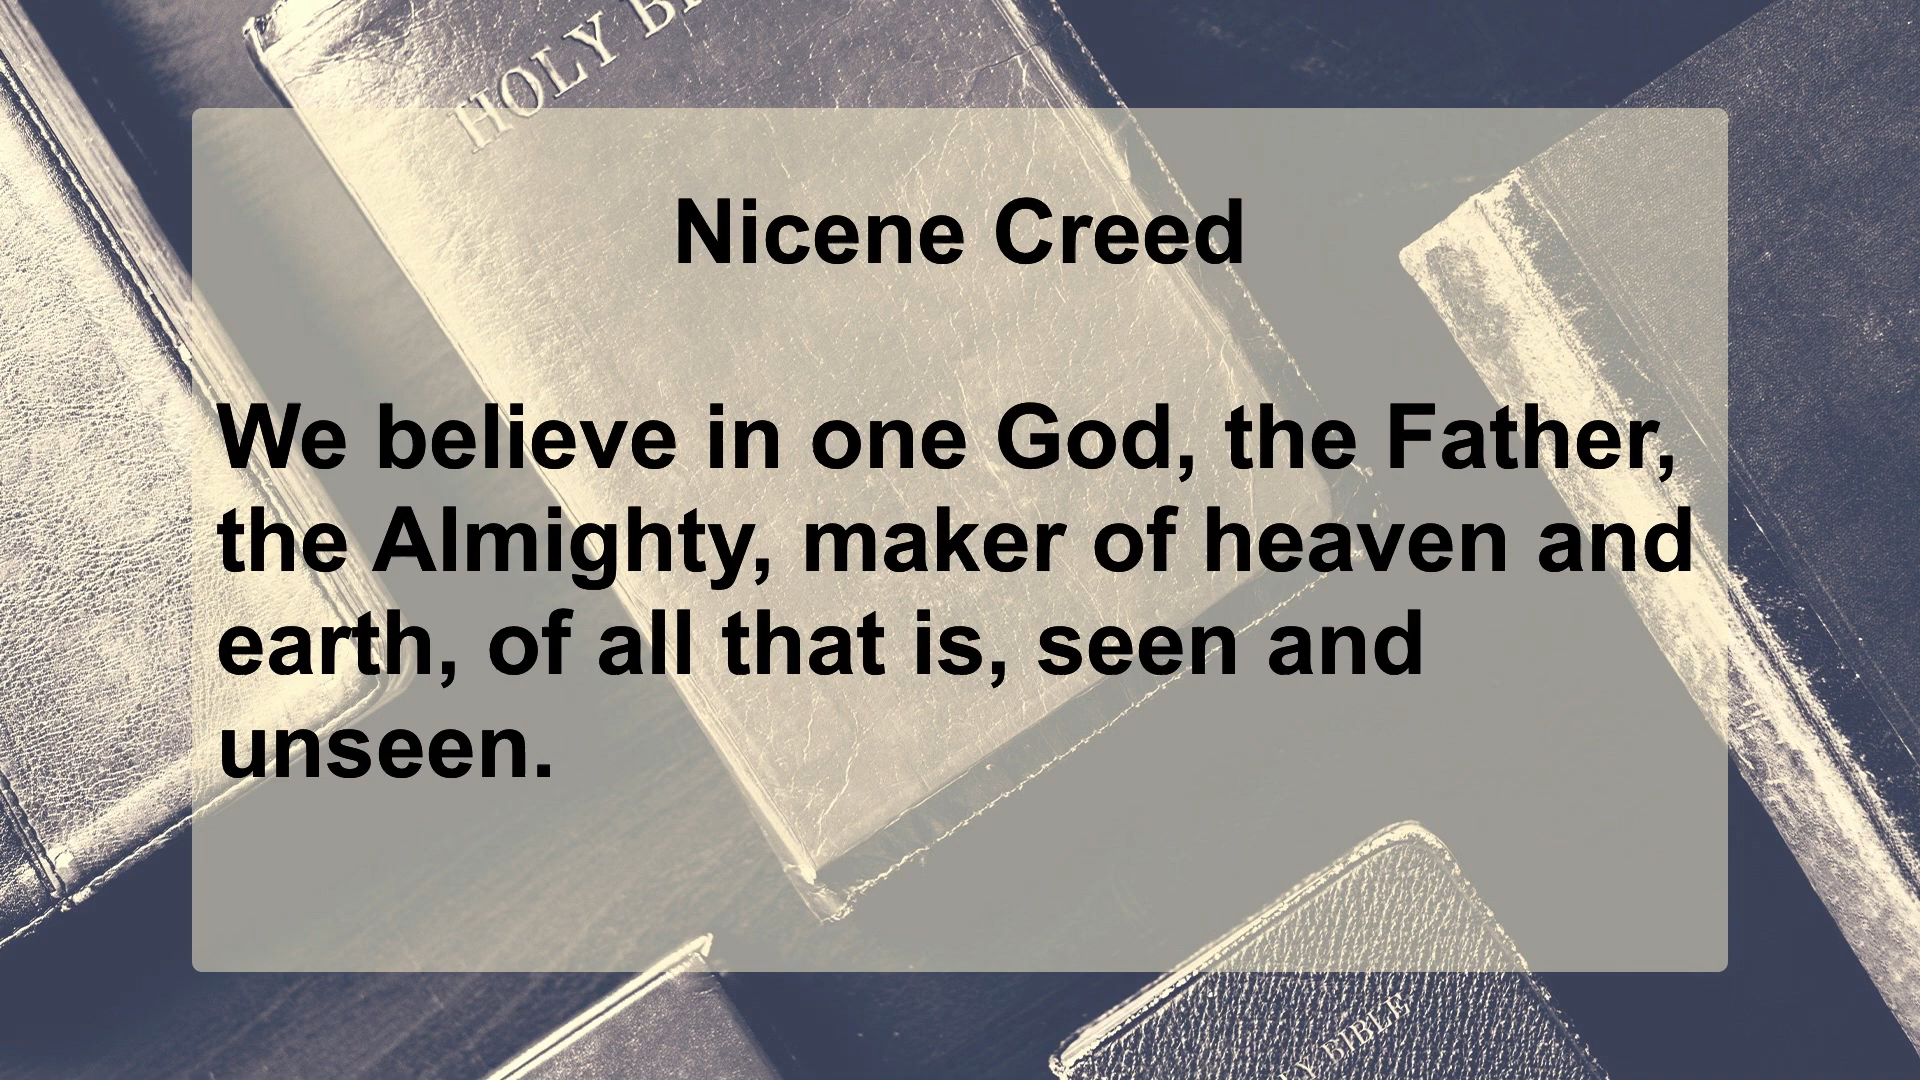 HOLY BI
Nicene Creed
We believe in one God, the Father,
the Almighty, maker of heaven and
earth, of all that is, seen and
unseen.
BIBLE